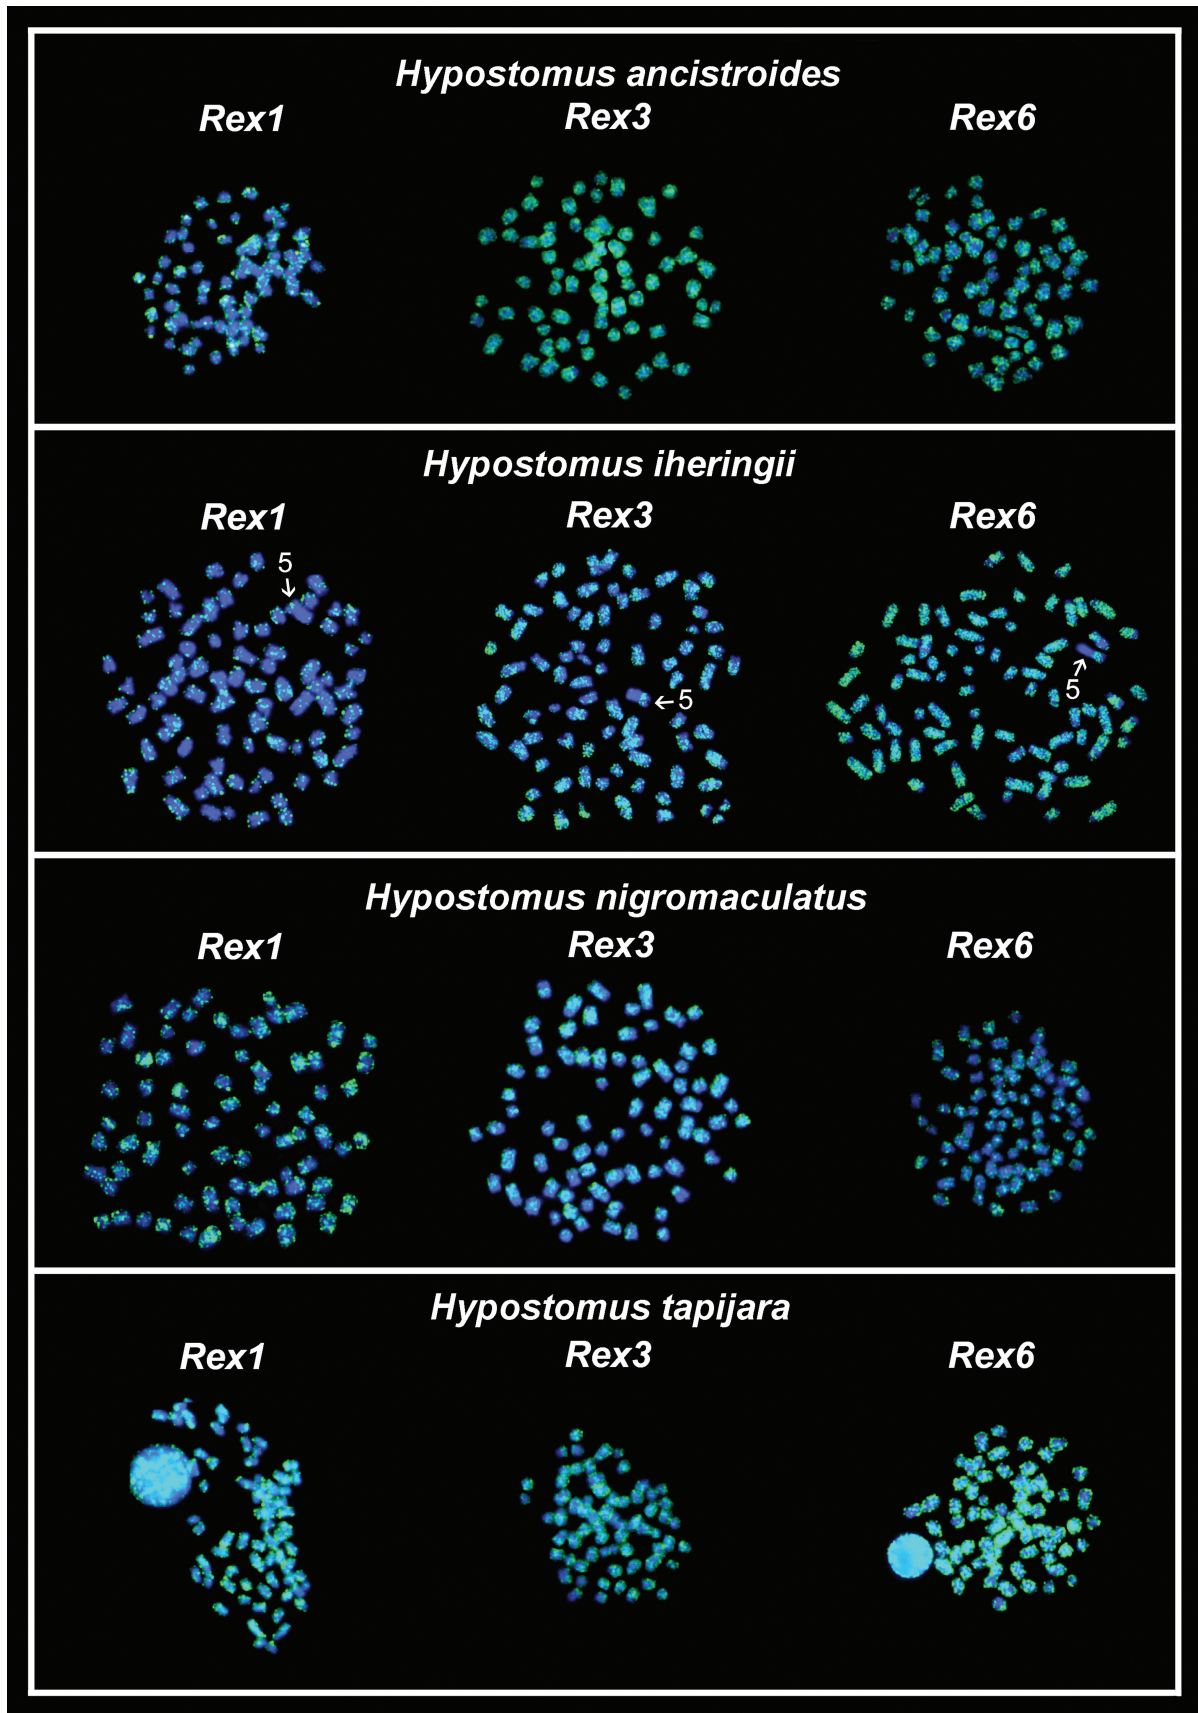 Hypostomus ancistroides
Rex1 Rex3 Rex6
Hypostomus iheringii
Rex1 Rex3 Rex6
5
5
5
Hypostomus nigromaculatus
Rex1 Rex3 Rex6
Hypostomus tapijara
Rex1 Rex3 Rex6